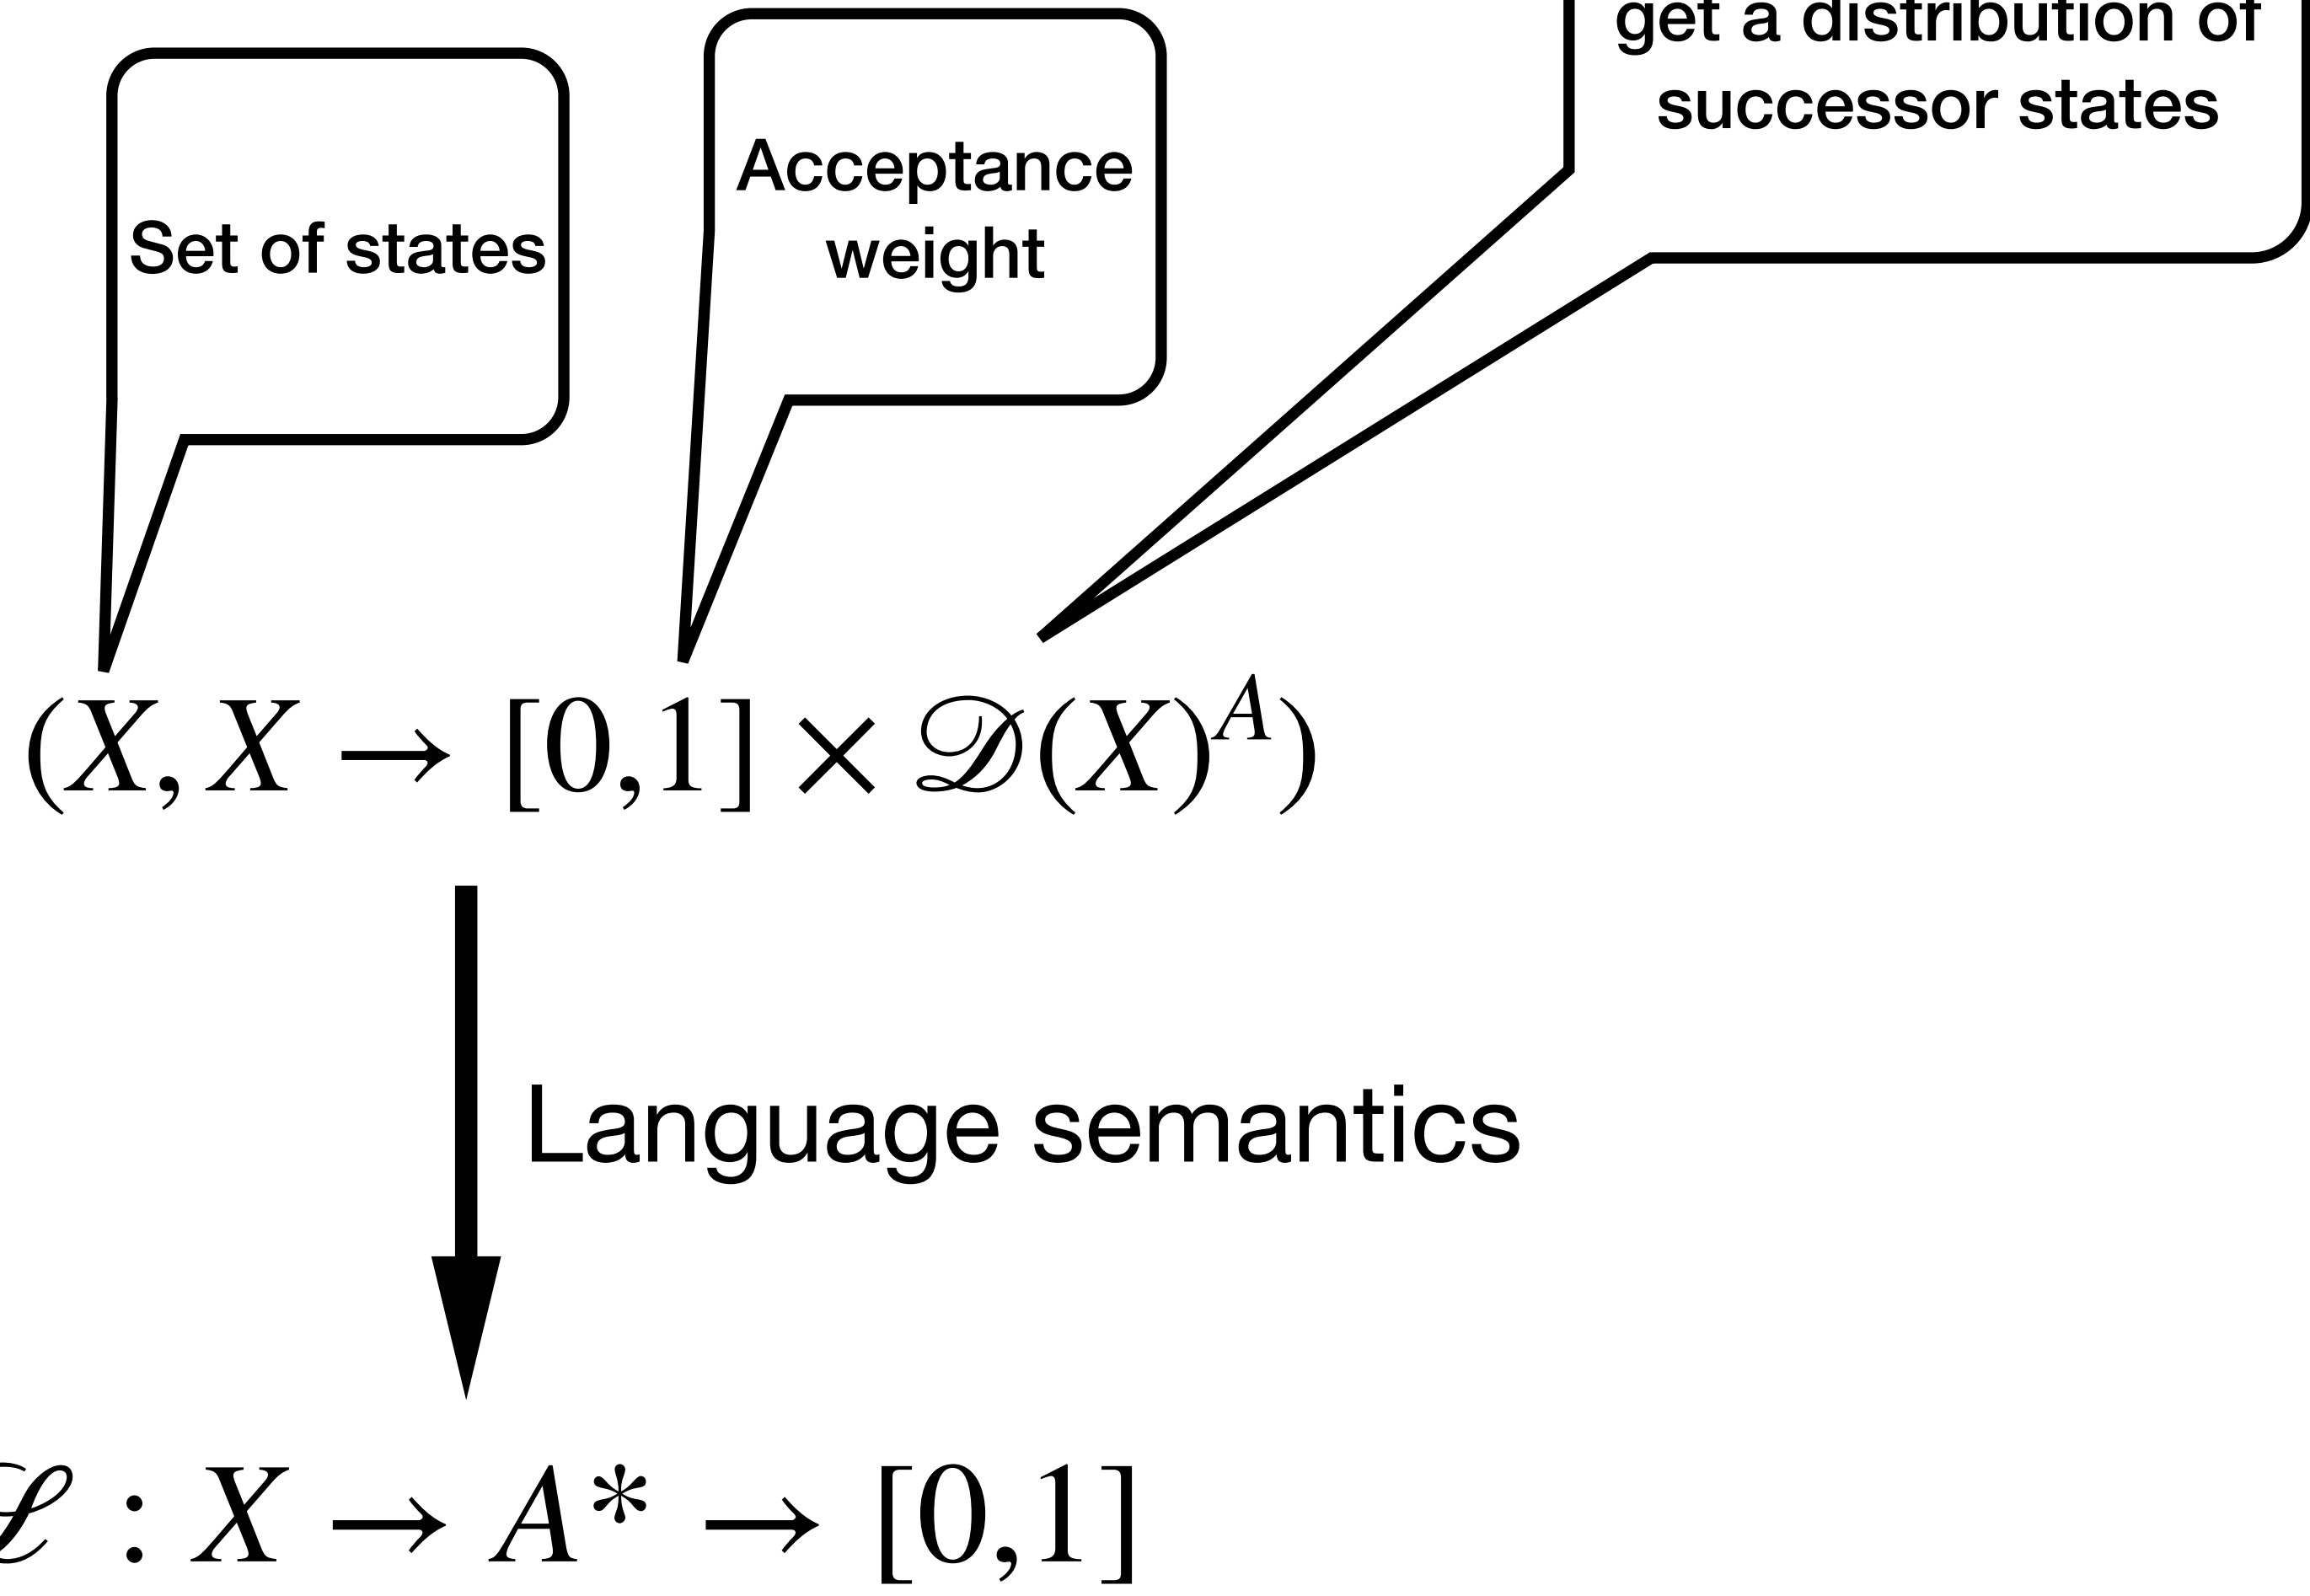 get a distribution of
successor states
Acceptance
weight
Set of states
(X, X → [0,1] × 𝒟(X)^A)
Language semantics
ℒ : X → A* → [0,1]